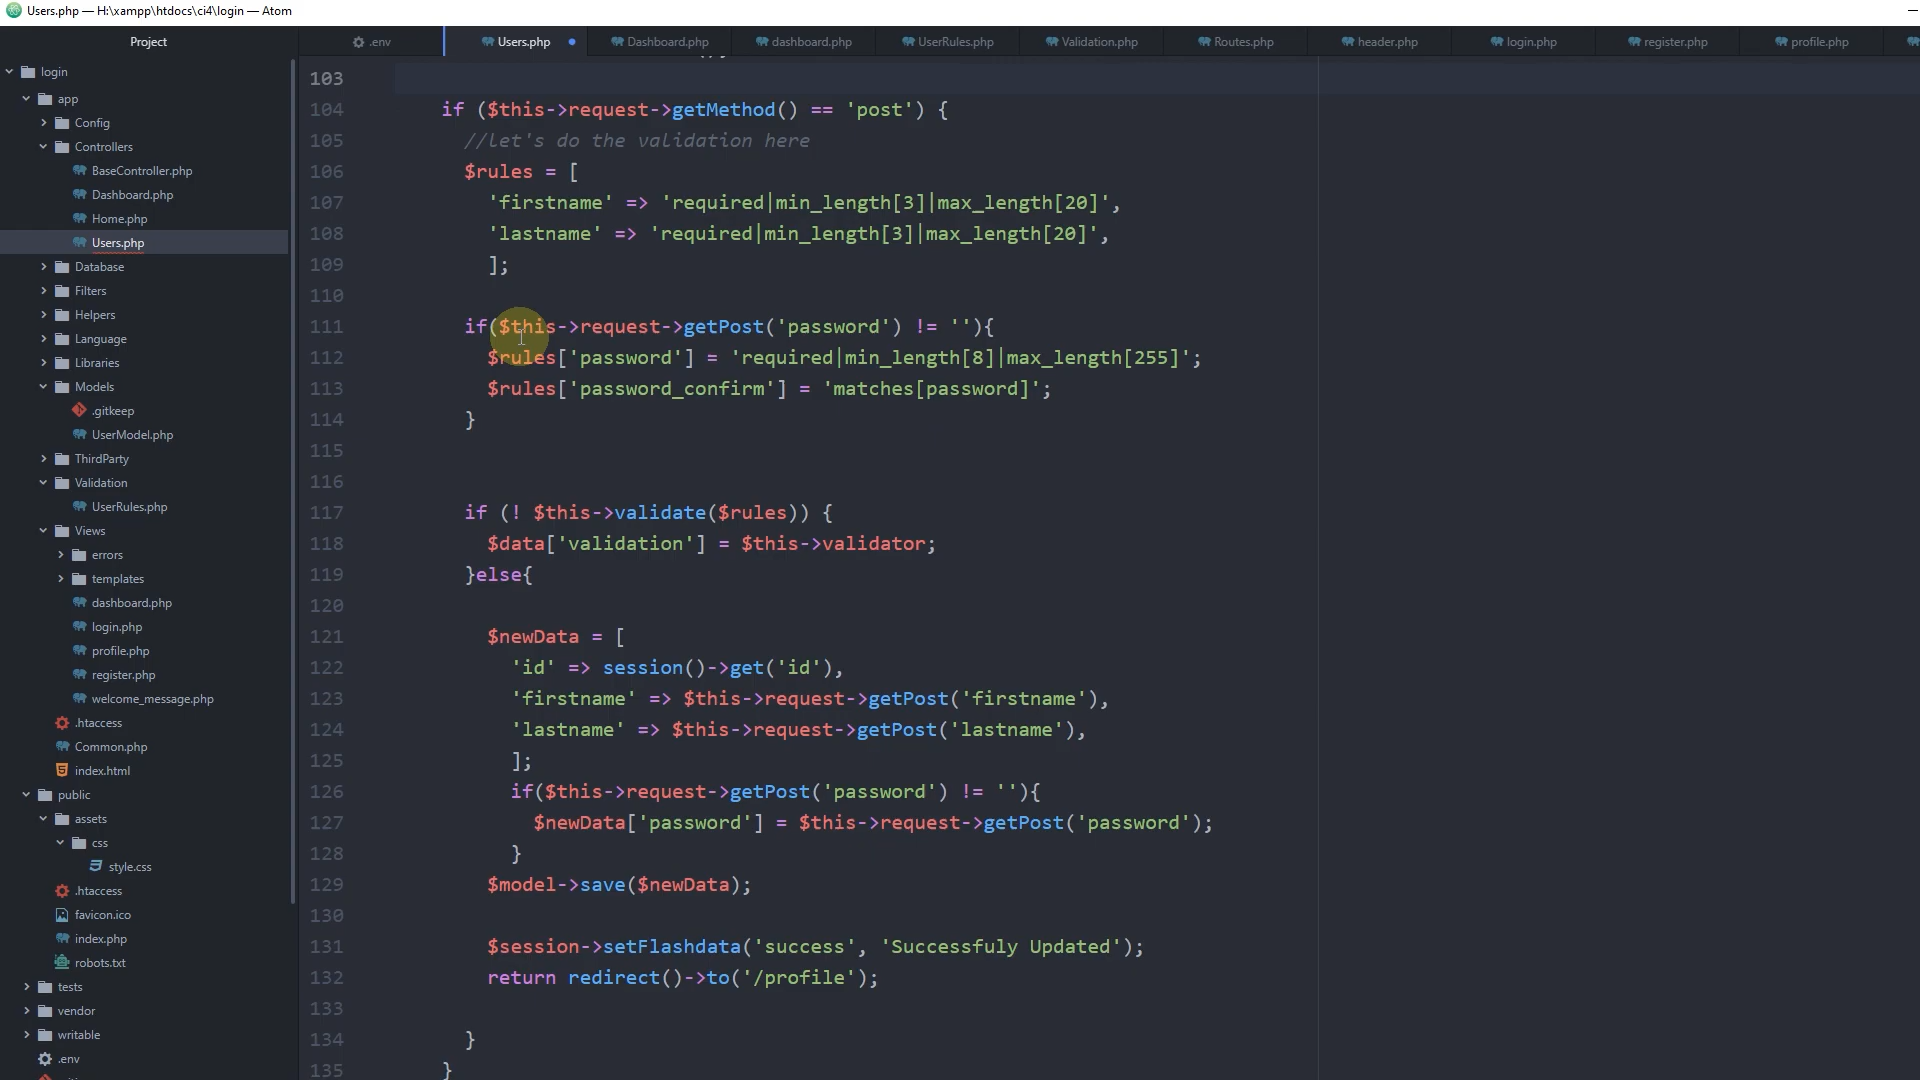 Users.php — H:\xampp\htdocs\ci4\login — Atom
Project
.env
Users.php
Dashboard.php
dashboard.php
UserRules.php
Validation.php
Routes.php
header.php
login.php
register.php
profile.php
login
app
Config
Controllers
BaseController.php
Dashboard.php
Home.php
Users.php
Database
Filters
Helpers
Language
Libraries
Models
.gitkeep
UserModel.php
ThirdParty
Validation
UserRules.php
Views
errors
templates
dashboard.php
login.php
profile.php
register.php
welcome_message.php
.htaccess
Common.php
index.html
public
assets
css
style.css
.htaccess
favicon.ico
index.php
robots.txt
tests
vendor
writable
.env
103
104 if ($this->request->getMethod() == 'post') {
105 //let's do the validation here
106 $rules = [
107 'firstname' => 'required|min_length[3]|max_length[20]',
108 'lastname' => 'required|min_length[3]|max_length[20]',
109 ];
110
111 if($this->request->getPost('password') != ''){
112 $rules['password'] = 'required|min_length[8]|max_length[255]';
113 $rules['password_confirm'] = 'matches[password]';
114 }
115
116
117 if (! $this->validate($rules)) {
118 $data['validation'] = $this->validator;
119 }else{
120
121 $newData = [
122 'id' => session()->get('id'),
123 'firstname' => $this->request->getPost('firstname'),
124 'lastname' => $this->request->getPost('lastname'),
125 ];
126 if($this->request->getPost('password') != ''){
127 $newData['password'] = $this->request->getPost('password');
128 }
129 $model->save($newData);
130
131 $session->setFlashdata('success', 'Successfuly Updated');
132 return redirect()->to('/profile');
133
134 }
135 }